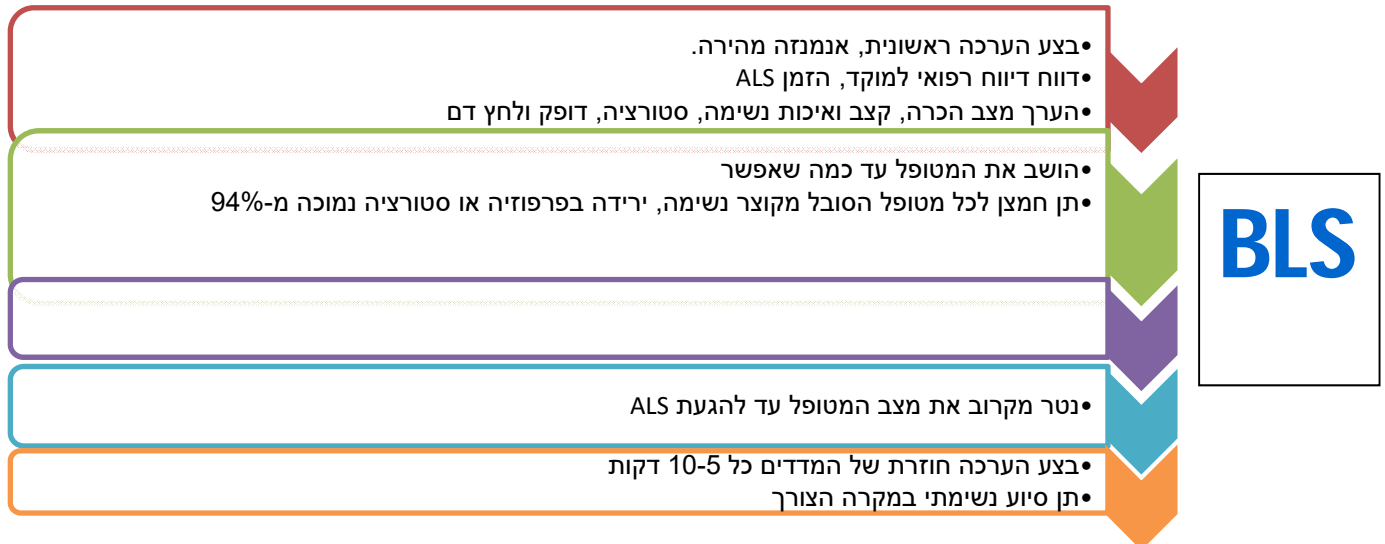 •בצע הערכה ראשונית, אנמנזה מהירה.
•דווח דיווח רפואי למוקד, הזמן ALS
•הערך מצב הכרה, קצב ואיכות נשימה, סטורציה, דופק ולחץ דם
•הושב את המטופל עד כמה שאפשר
•תן חמצן לכל מטופל הסובל מקוצר נשימה, ירידה בפרפוזיה או סטורציה נמוכה מ-94%
BLS
•נטר מקרוב את מצב המטופל עד להגעת ALS
•בצע הערכה חוזרת של המדדים כל 10-5 דקות
•תן סיוע נשימתי במקרה הצורך